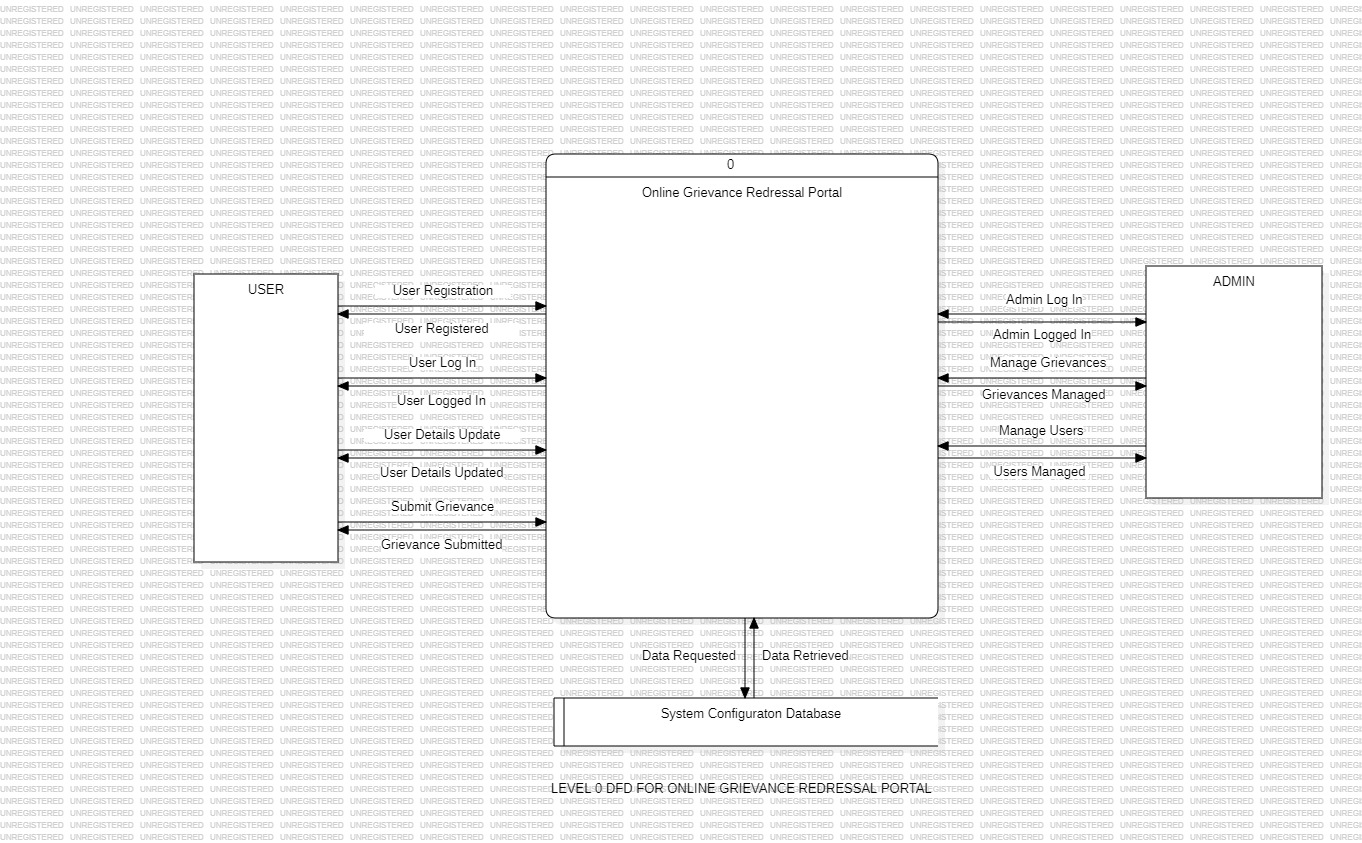 0
Online Grievance Redressal Portal
USER
ADMIN
User Registration
User Registered
User Log In
User Logged In
User Details Update
User Details Updated
Submit Grievance
Grievance Submitted
Admin Log In
Admin Logged In
Manage Grievances
Grievances Managed
Manage Users
Users Managed
Data Requested
Data Retrieved
System Configuraton Database
LEVEL 0 DFD FOR ONLINE GRIEVANCE REDRESSAL PORTAL
UNREGISTERED